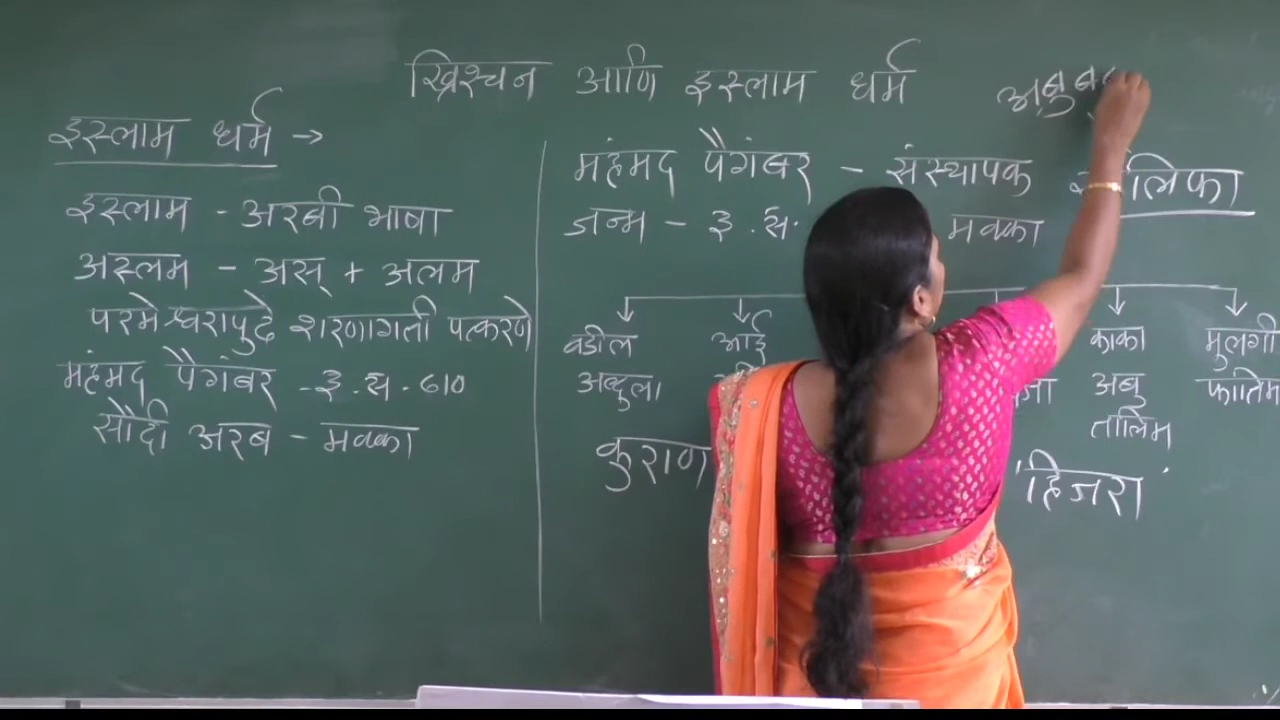 ख्रिश्चन आणि इस्लाम धर्म
अबुब
इस्लाम धर्म →
इस्लाम - अरबी भाषा
अस्लम - अस् + अलम
परमेश्वरापुढे शरणागती पत्करणे
महंमद पैगंबर - इ.स. ६१०
सौदी अरब - मक्का
महंमद पैगंबर - संस्थापक
जन्म - इ.स.
मक्का
वडील
आई
काका
मुलगी
अब्दुला
अबु
तालिम
फातिम
कुराण
'हिजरा'